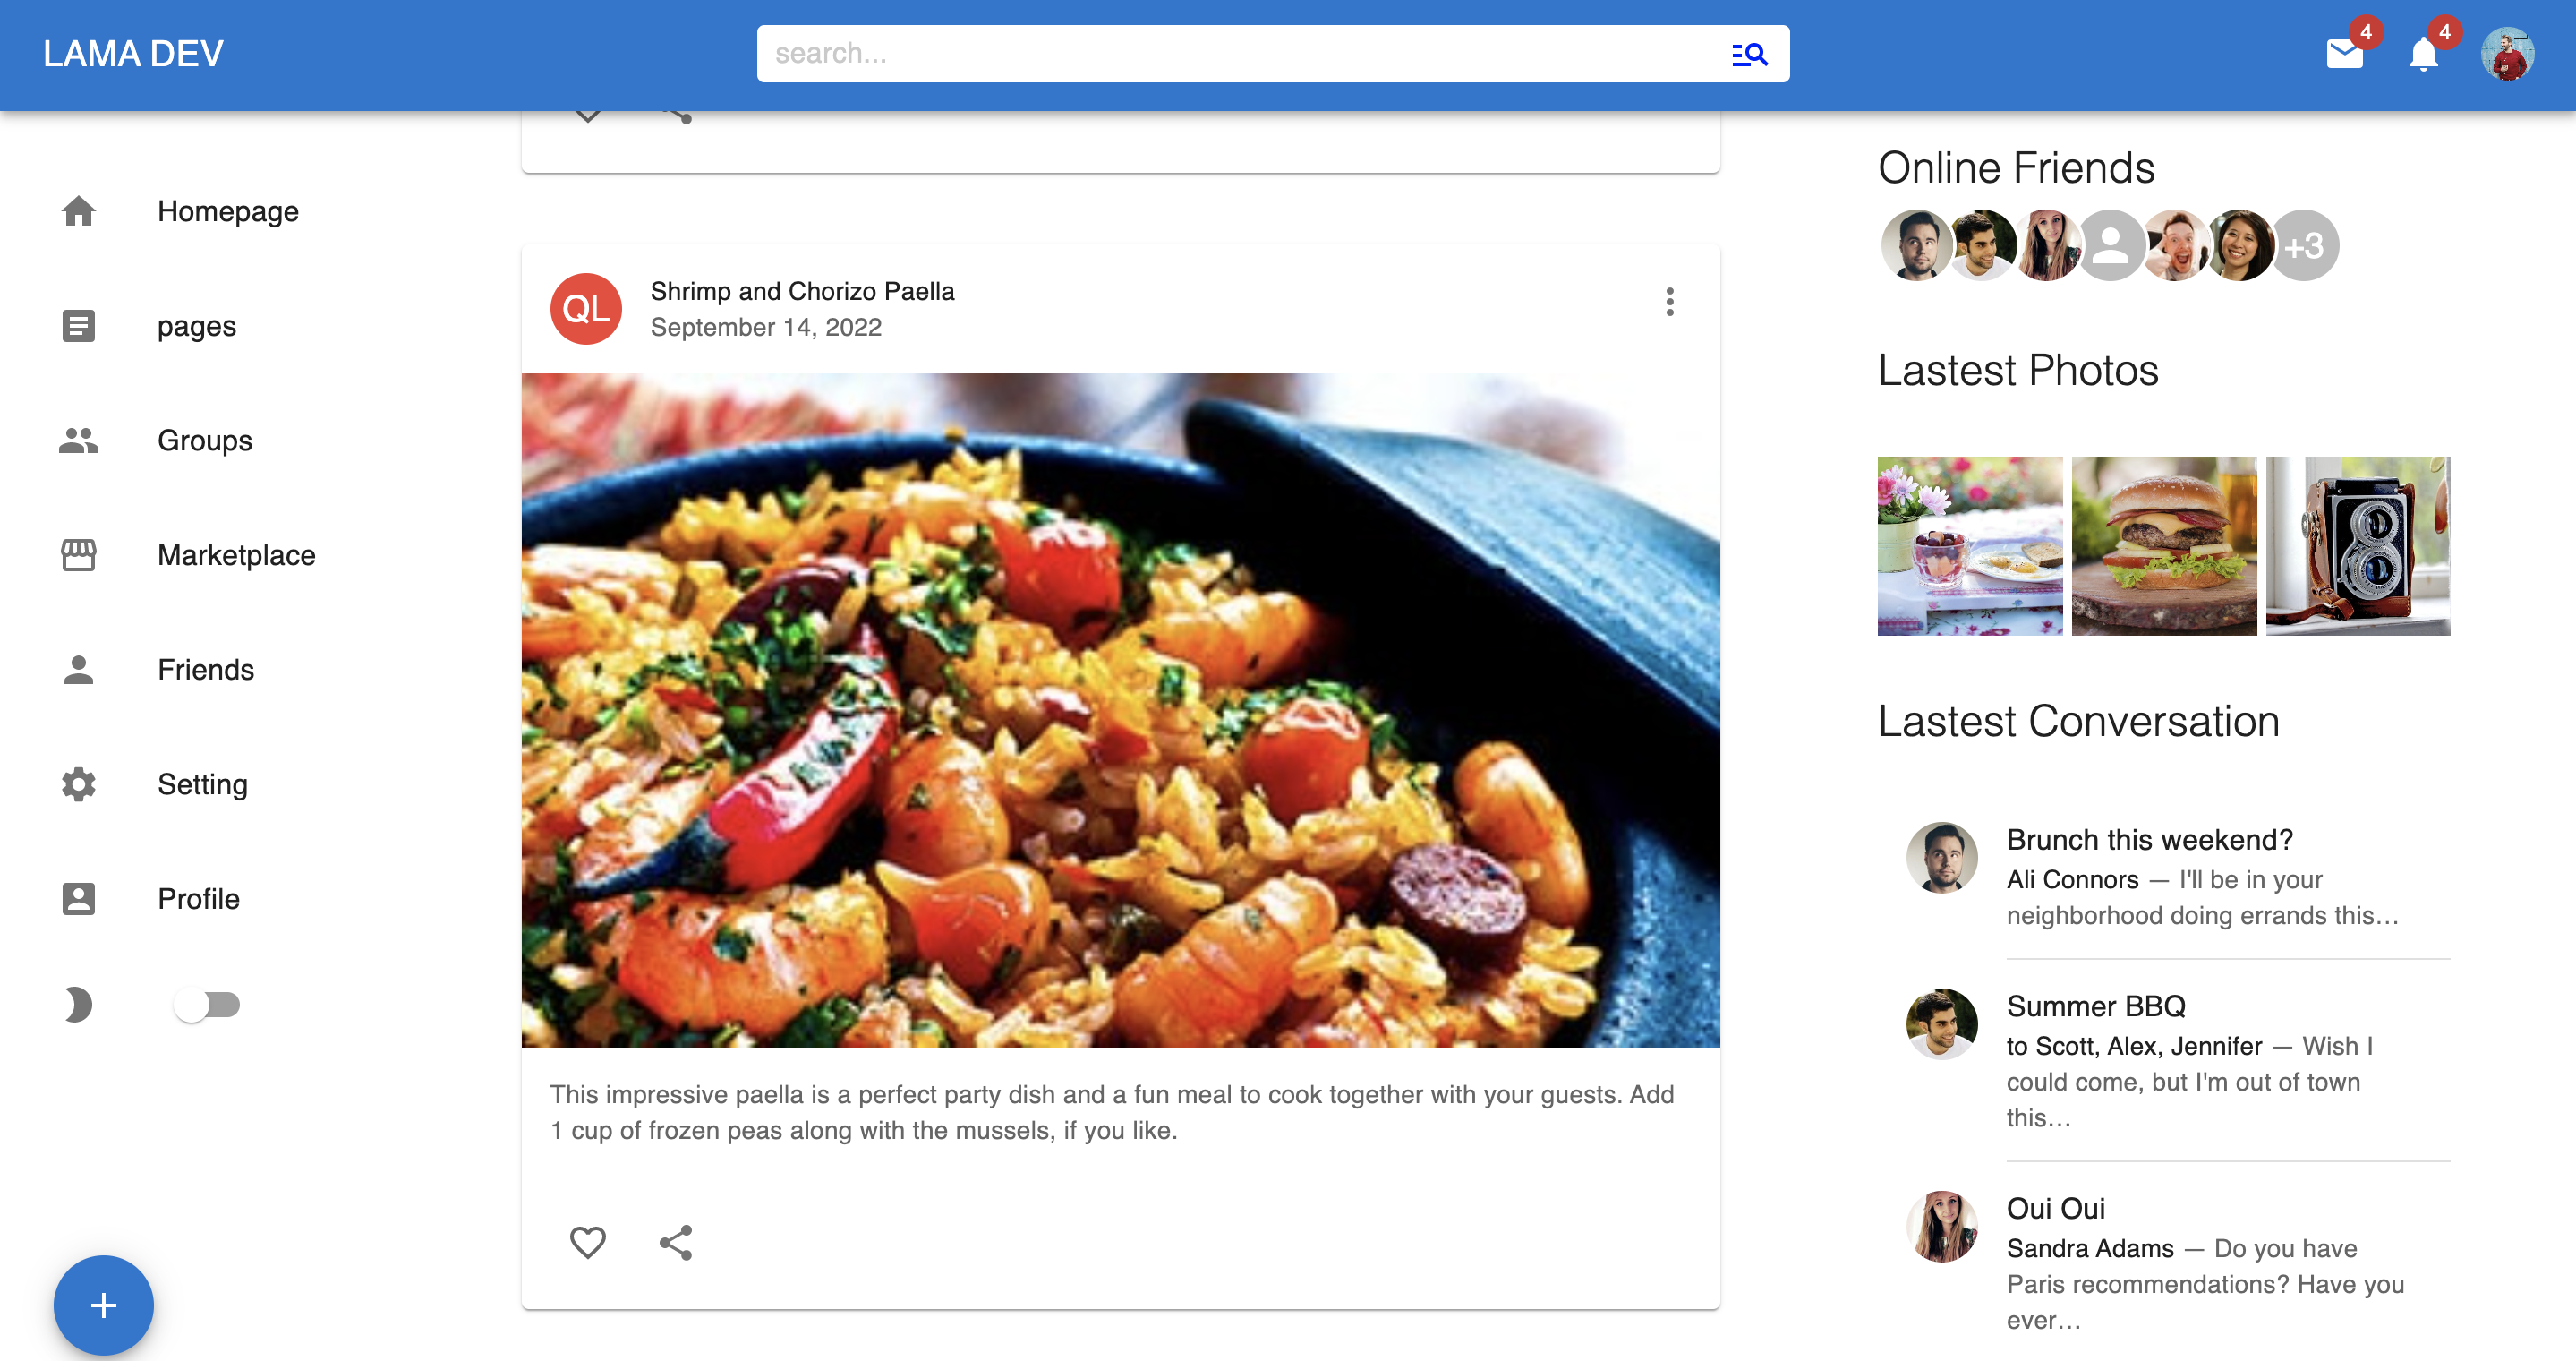 LAMA DEV
search...
4
4
Homepage
pages
Groups
Marketplace
Friends
Setting
Profile
QL
Shrimp and Chorizo Paella
September 14, 2022
This impressive paella is a perfect party dish and a fun meal to cook together with your guests. Add
1 cup of frozen peas along with the mussels, if you like.
Online Friends
+3
Lastest Photos
Lastest Conversation
Brunch this weekend?
Ali Connors — I'll be in your
neighborhood doing errands this…
Summer BBQ
to Scott, Alex, Jennifer — Wish I
could come, but I'm out of town
this…
Oui Oui
Sandra Adams — Do you have
Paris recommendations? Have you
ever…